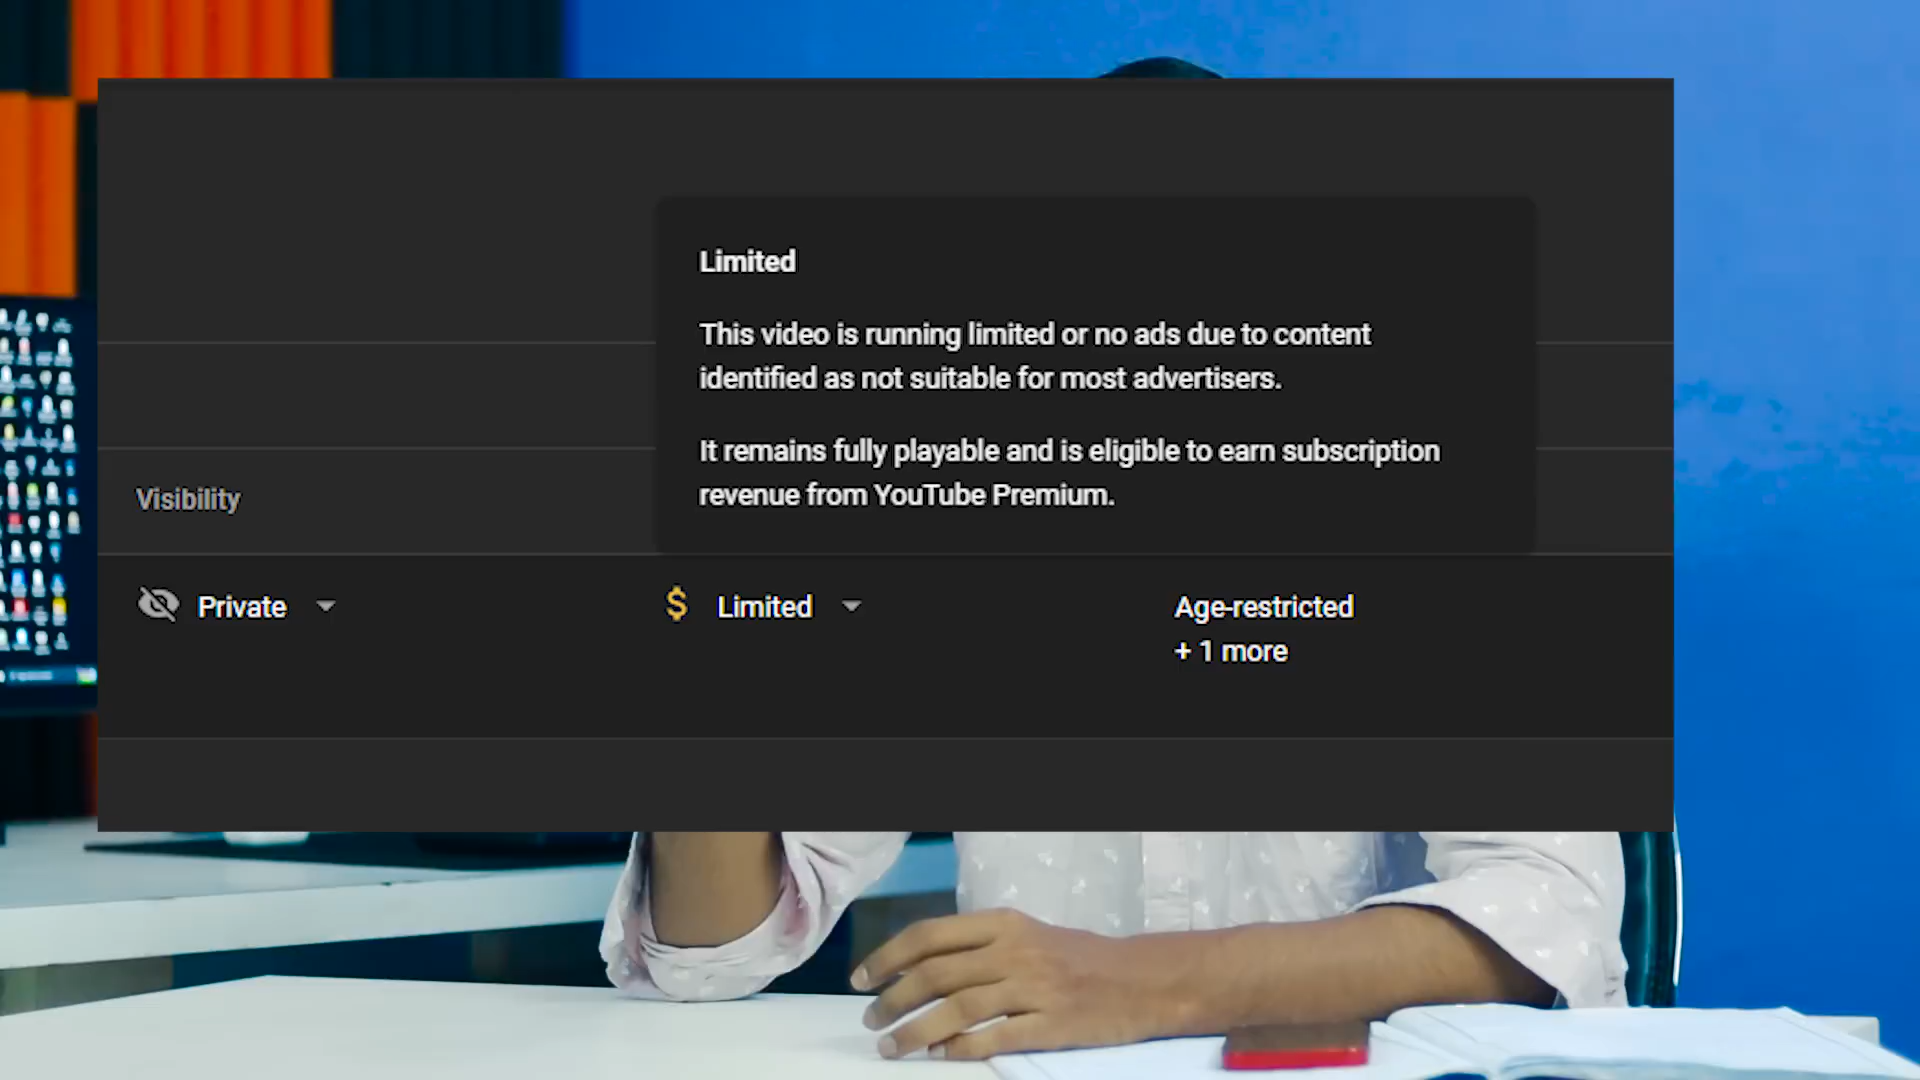 Limited
This video is running limited or no ads due to content
identified as not suitable for most advertisers.
It remains fully playable and is eligible to earn subscription
revenue from YouTube Premium.
Visibility
Private
Limited
Age-restricted
+ 1 more